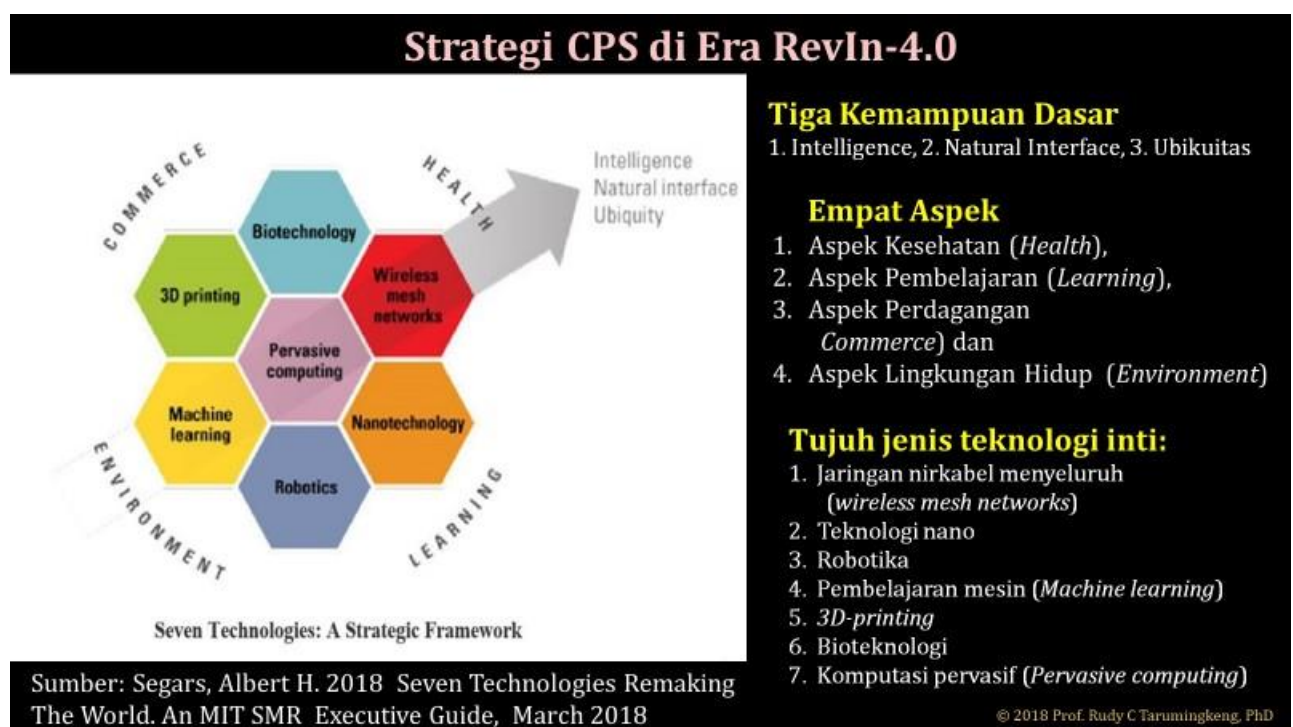 Strategi CPS di Era RevIn-4.0
COMMERCE
HEALTH
Intelligence
Natural interface
Ubiquity
Biotechnology
3D printing
Wireless
mesh
networks
Pervasive
computing
Machine
learning
Nanotechnology
Robotics
ENVIRONMENT
LEARNING
Seven Technologies: A Strategic Framework
Sumber: Segars, Albert H. 2018 Seven Technologies Remaking
The World. An MIT SMR Executive Guide, March 2018
Tiga Kemampuan Dasar
1. Intelligence, 2. Natural Interface, 3. Ubikuitas
Empat Aspek
1. Aspek Kesehatan (Health),
2. Aspek Pembelajaran (Learning),
3. Aspek Perdagangan
Commerce) dan
4. Aspek Lingkungan Hidup (Environment)
Tujuh jenis teknologi inti:
1. Jaringan nirkabel menyeluruh
(wireless mesh networks)
2. Teknologi nano
3. Robotika
4. Pembelajaran mesin (Machine learning)
5. 3D-printing
6. Bioteknologi
7. Komputasi pervasif (Pervasive computing)
© 2018 Prof. Rudy C Tarumingkeng, PhD